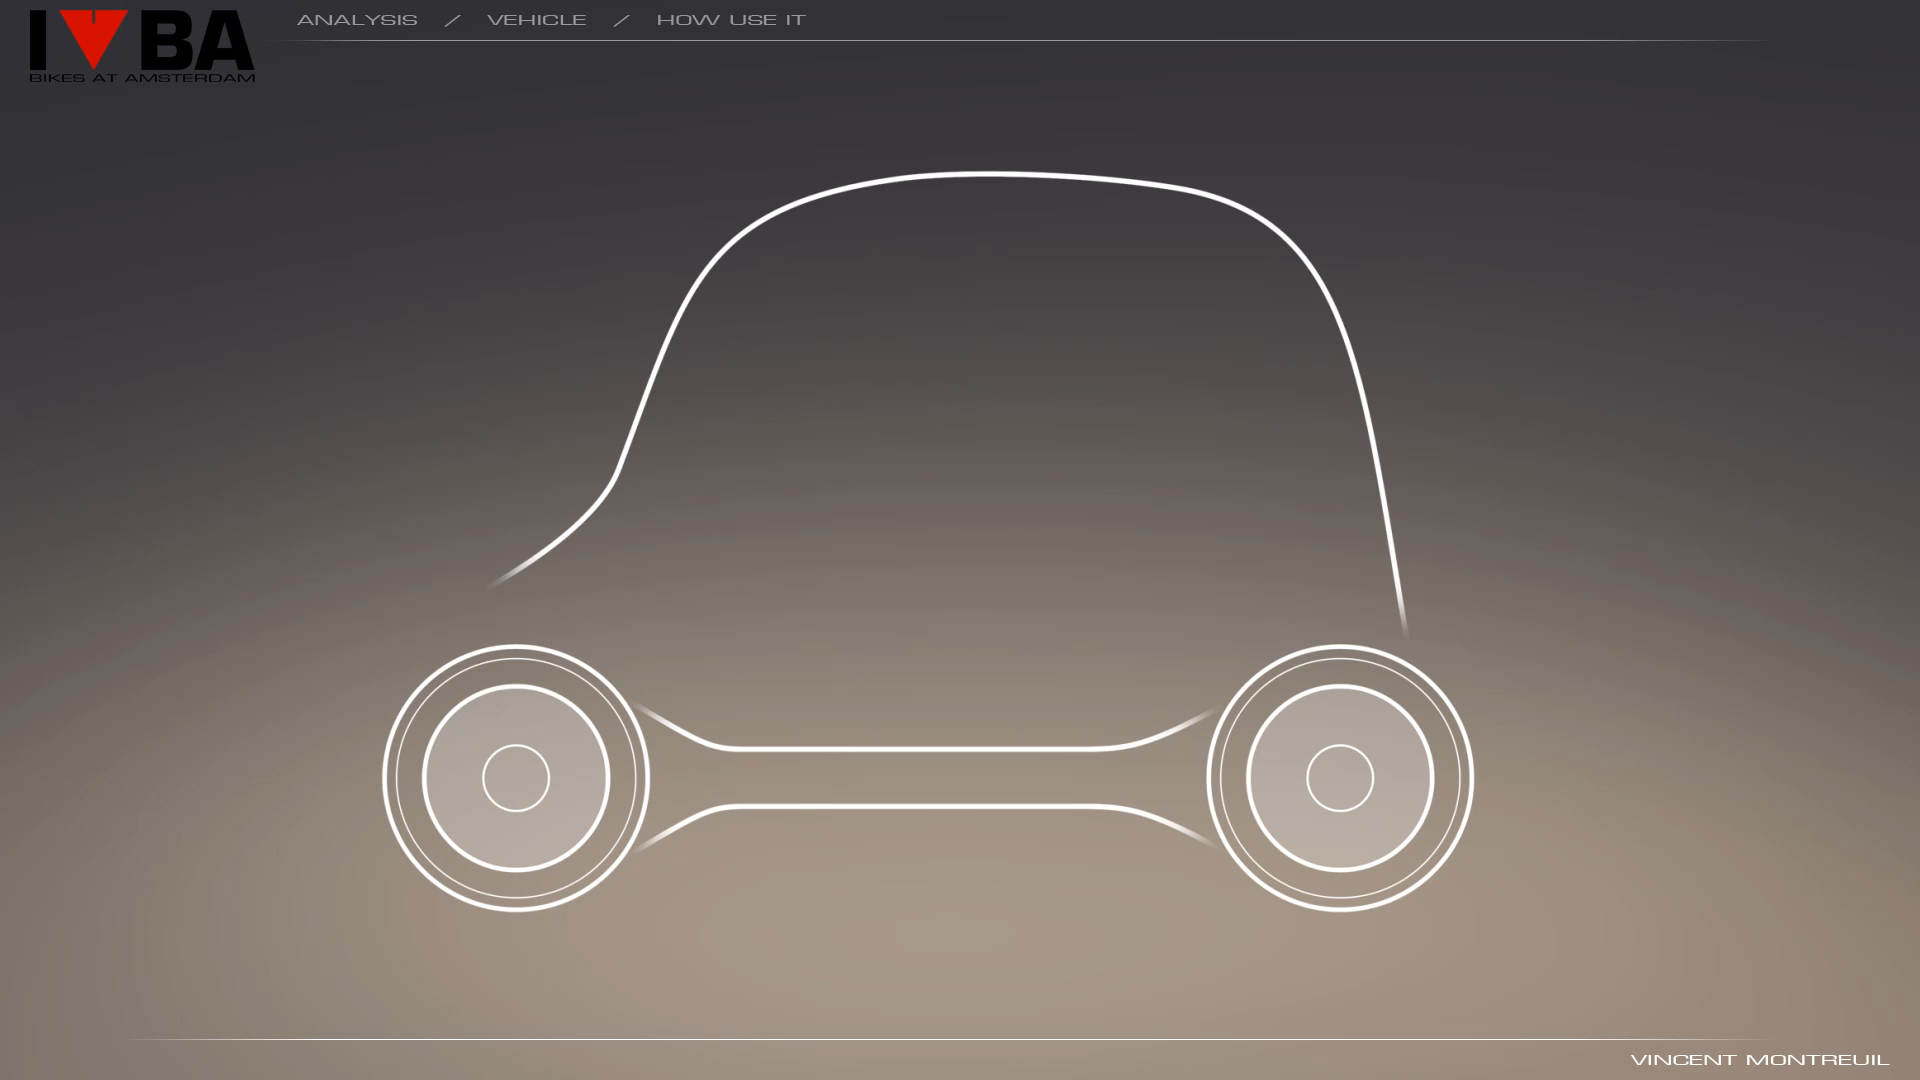 I ▼ BA
BIKES AT AMSTERDAM
ANALYSIS / VEHICLE / HOW USE IT
VINCENT MONTREUIL